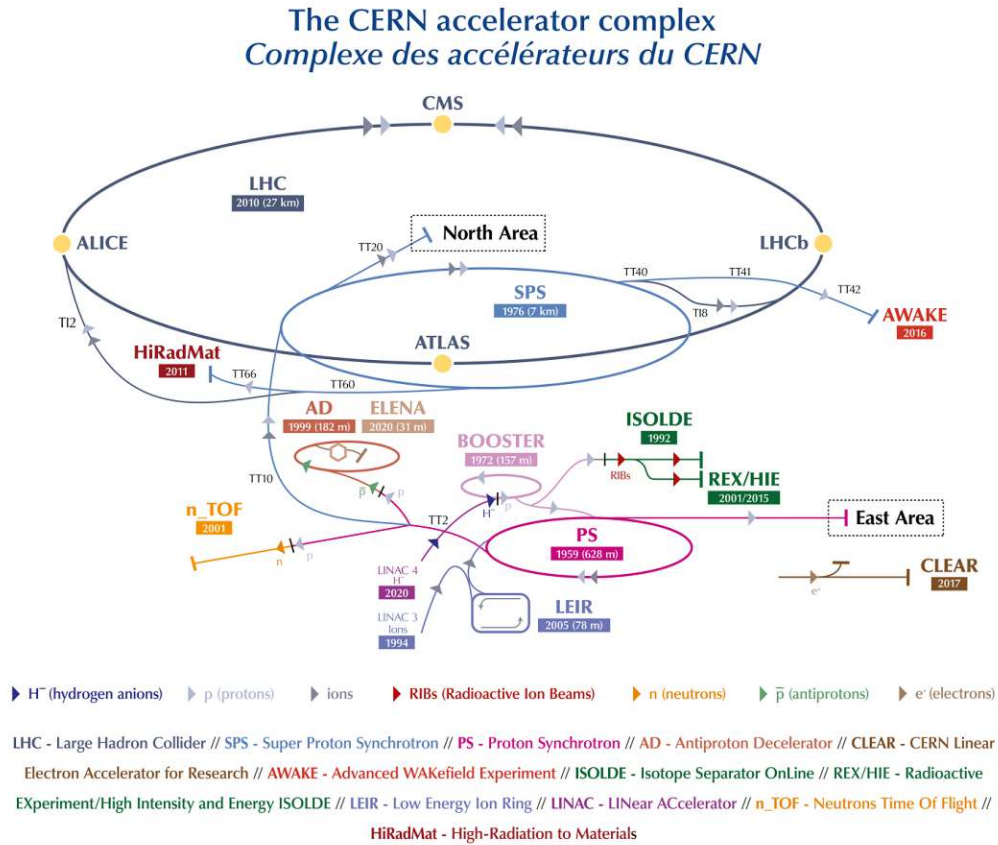 The CERN accelerator complex
Complexe des accélérateurs du CERN
CMS
LHC
2010 (27 km)
ALICE
TT20
North Area
LHCb
TT40
TT41
SPS
1976 (7 km)
TI8
TT42
AWAKE
2016
TI2
ATLAS
HiRadMat
2011
TT66
TT60
AD
1999 (182 m)
ELENA
2020 (31 m)
ISOLDE
1992
BOOSTER
1972 (157 m)
RIBs
REX/HIE
2001/2015
TT10
p̅
p
n_TOF
2001
TT2
H⁻
p
East Area
PS
1959 (628 m)
n
p
LINAC 4
H⁻
2020
CLEAR
2017
e⁻
LINAC 3
Ions
1994
LEIR
2005 (78 m)
H⁻ (hydrogen anions)
p (protons)
ions
RIBs (Radioactive Ion Beams)
n (neutrons)
p̅ (antiprotons)
e⁻ (electrons)
LHC - Large Hadron Collider // SPS - Super Proton Synchrotron // PS - Proton Synchrotron // AD - Antiproton Decelerator // CLEAR - CERN Linear
Electron Accelerator for Research // AWAKE - Advanced WAKefield Experiment // ISOLDE - Isotope Separator OnLine // REX/HIE - Radioactive
EXperiment/High Intensity and Energy ISOLDE // LEIR - Low Energy Ion Ring // LINAC - LINear ACcelerator // n_TOF - Neutrons Time Of Flight //
HiRadMat - High-Radiation to Materials